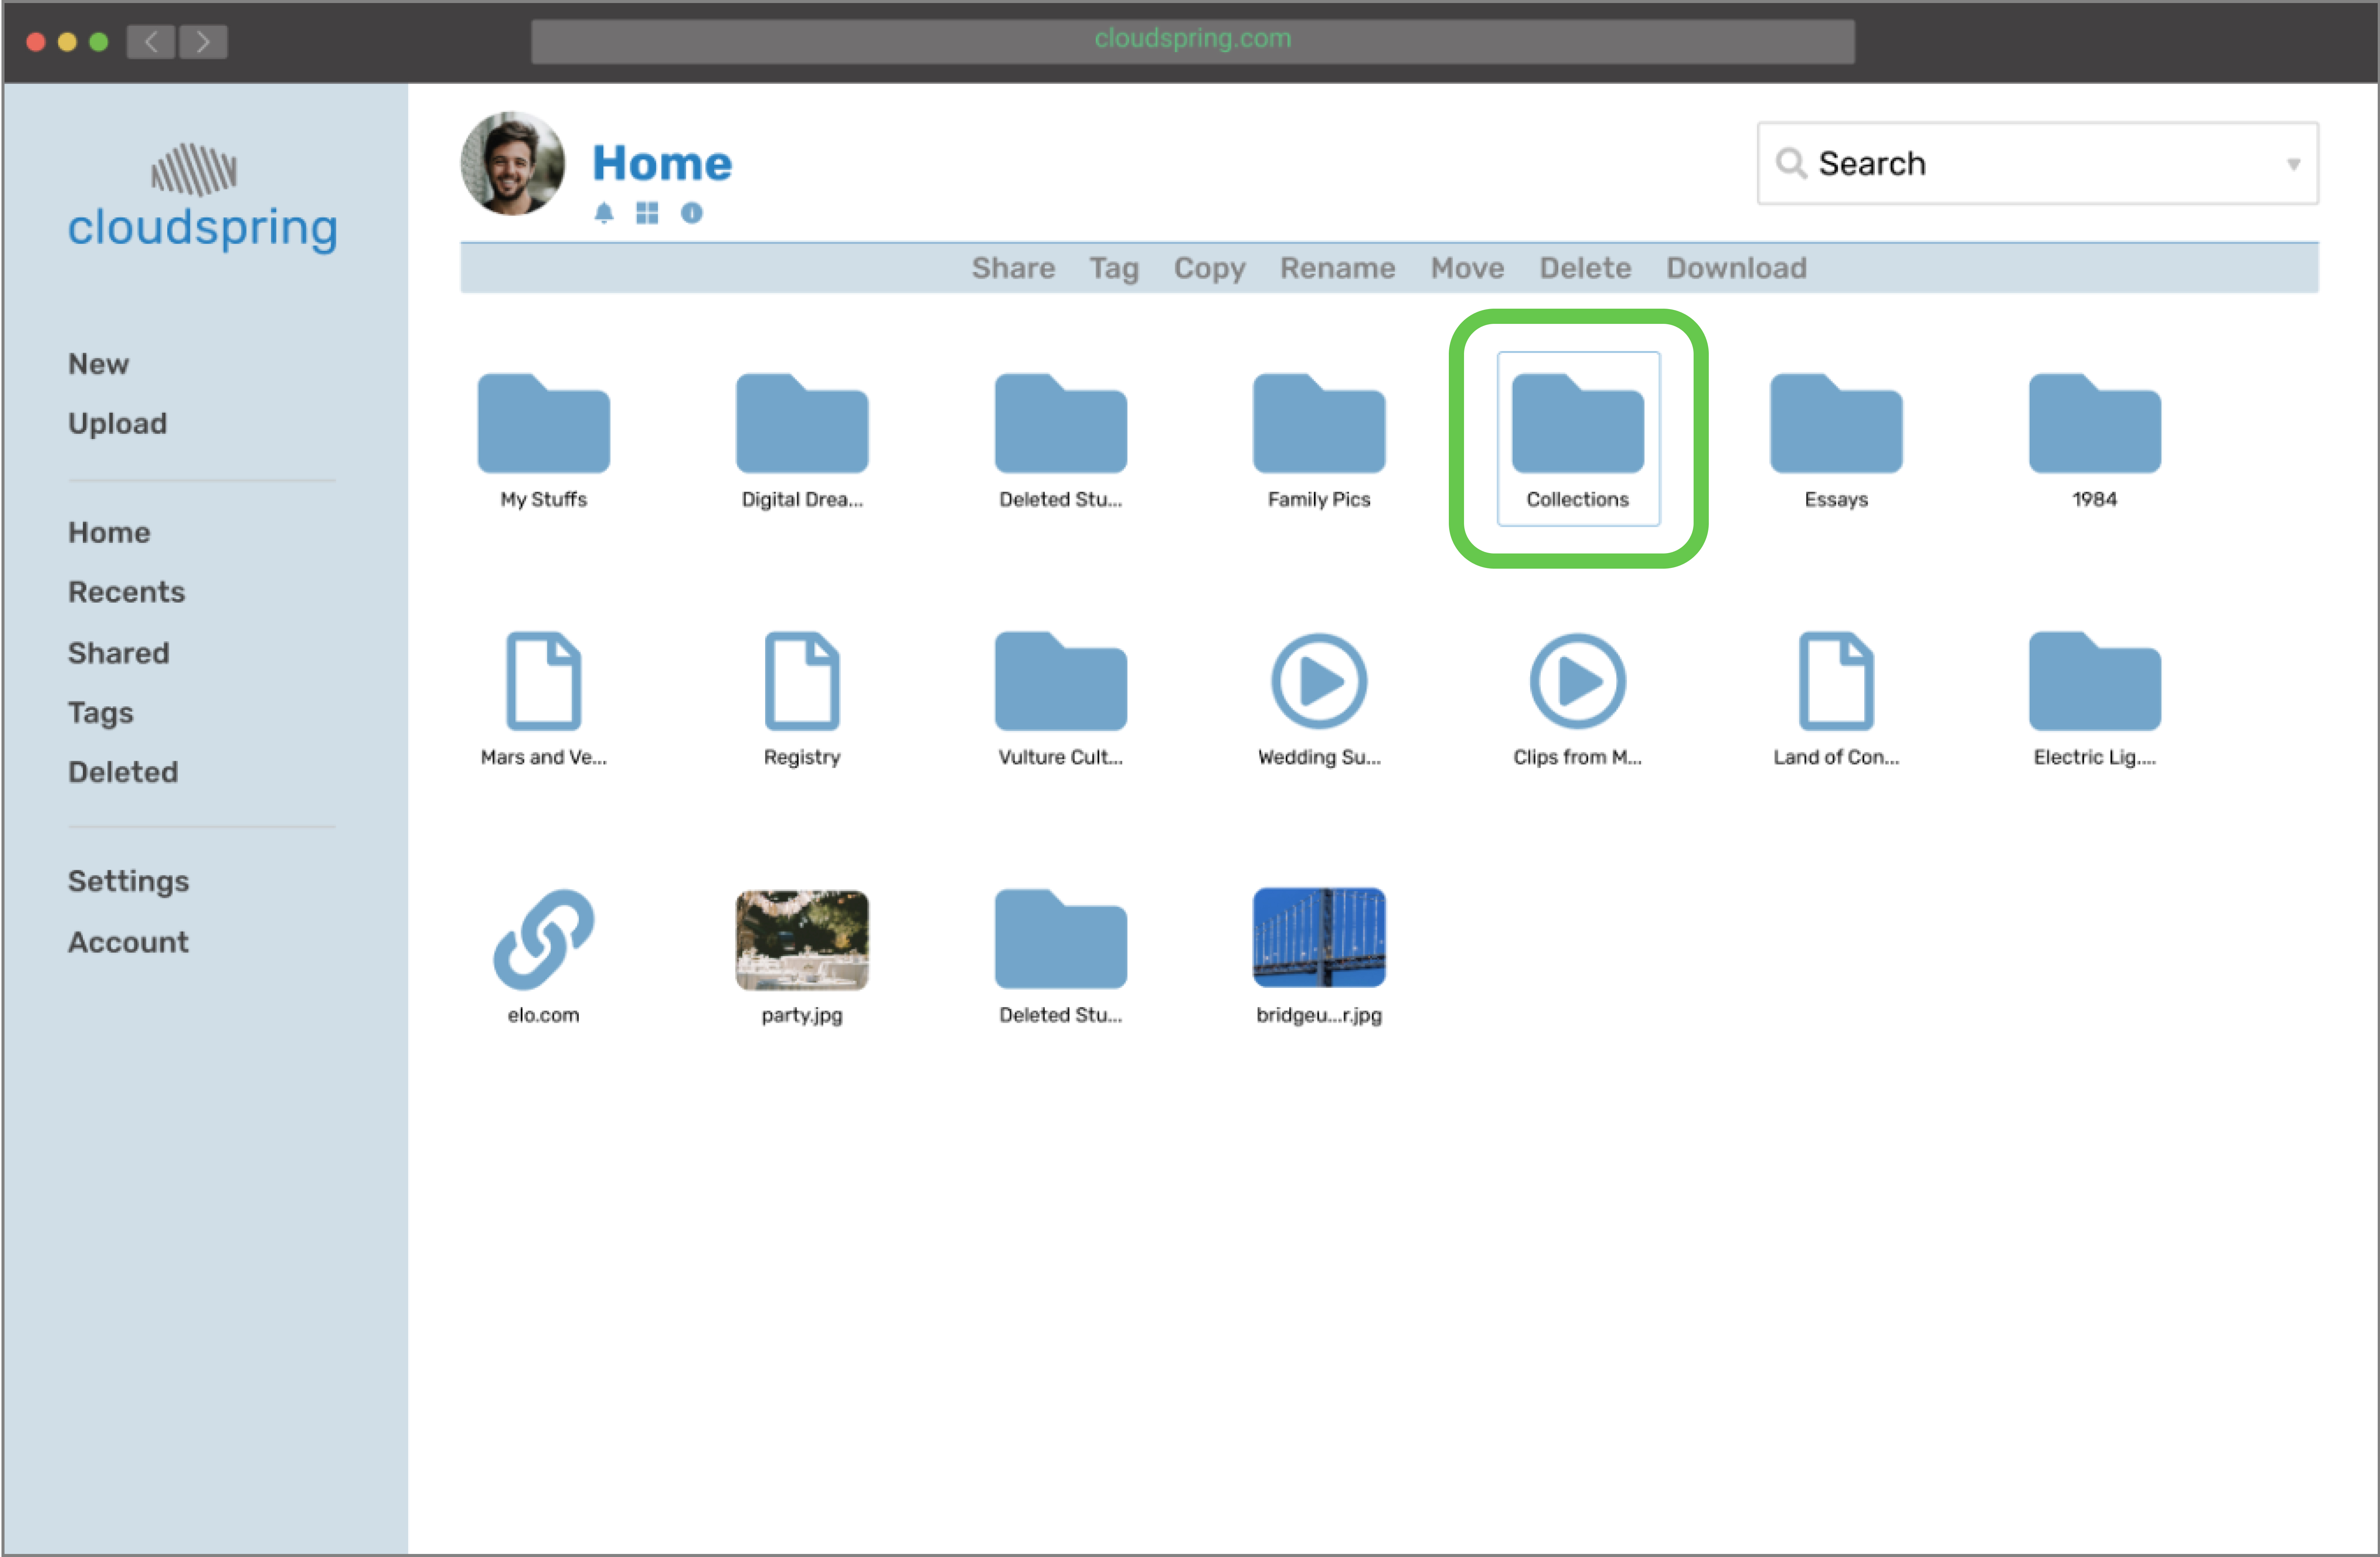 cloudspring.com
cloudspring
New
Upload
Home
Recents
Shared
Tags
Deleted
Settings
Account
Home
Search
Share Tag Copy Rename Move Delete Download
My Stuffs Digital Drea... Deleted Stu... Family Pics Collections Essays 1984
Mars and Ve... Registry Vulture Cult... Wedding Su... Clips from M... Land of Con... Electric Lig....
elo.com party.jpg Deleted Stu... bridgeu...r.jpg